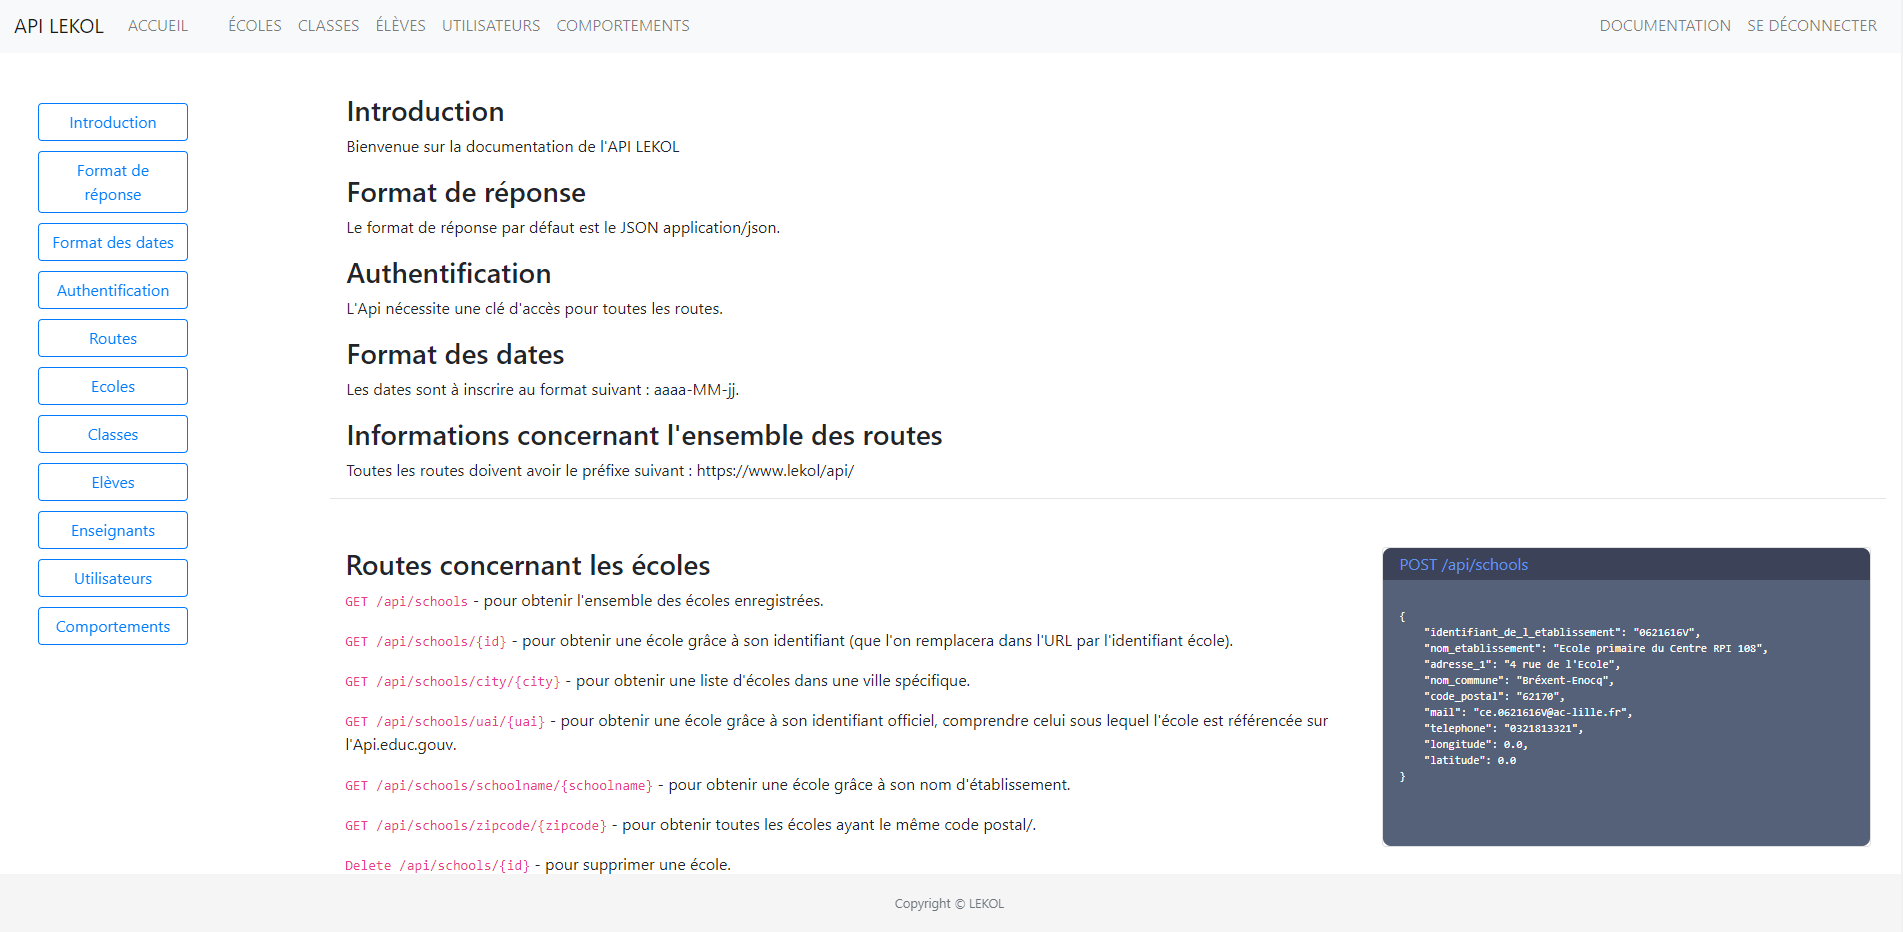 API LEKOL ACCUEIL ÉCOLES CLASSES ÉLÈVES UTILISATEURS COMPORTEMENTS DOCUMENTATION SE DÉCONNECTER
Introduction
Format de
réponse
Format des dates
Authentification
Routes
Ecoles
Classes
Elèves
Enseignants
Utilisateurs
Comportements
Introduction
Bienvenue sur la documentation de l'API LEKOL
Format de réponse
Le format de réponse par défaut est le JSON application/json.
Authentification
L'Api nécessite une clé d'accès pour toutes les routes.
Format des dates
Les dates sont à inscrire au format suivant : aaaa-MM-jj.
Informations concernant l'ensemble des routes
Toutes les routes doivent avoir le préfixe suivant : https://www.lekol/api/
Routes concernant les écoles
GET /api/schools - pour obtenir l'ensemble des écoles enregistrées.
GET /api/schools/{id} - pour obtenir une école grâce à son identifiant (que l'on remplacera dans l'URL par l'identifiant école).
GET /api/schools/city/{city} - pour obtenir une liste d'écoles dans une ville spécifique.
GET /api/schools/uai/{uai} - pour obtenir une école grâce à son identifiant officiel, comprendre celui sous lequel l'école est référencée sur
l'Api.educ.gouv.
GET /api/schools/schoolname/{schoolname} - pour obtenir une école grâce à son nom d'établissement.
GET /api/schools/zipcode/{zipcode} - pour obtenir toutes les écoles ayant le même code postal/.
Delete /api/schools/{id} - pour supprimer une école.
POST /api/schools
{
"identifiant_de_l_etablissement": "0621616V",
"nom_etablissement": "Ecole primaire du Centre RPI 108",
"adresse_1": "4 rue de l'Ecole",
"nom_commune": "Bréxent-Enocq",
"code_postal": "62170",
"mail": "ce.0621616V@ac-lille.fr",
"telephone": "0321813321",
"longitude": 0.0,
"latitude": 0.0
}
Copyright © LEKOL